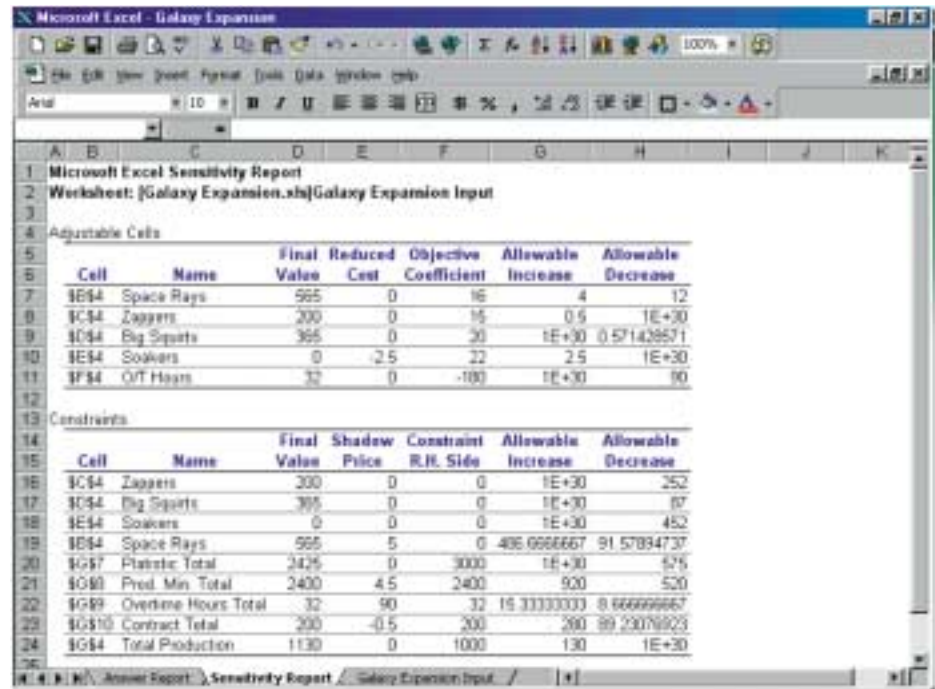 Microsoft Excel - Galaxy Expansion
100%
File Edit View Insert Format Tools Data Window Help
Arial 10 B I U $ % ,
=
A B C D E F G H I J K
1 Microsoft Excel Sensitivity Report
2 Worksheet: [Galaxy Expansion.xls]Galaxy Expansion Input
3
4 Adjustable Cells
5 Final Reduced Objective Allowable Allowable
6 Cell Name Value Cost Coefficient Increase Decrease
7 $B$4 Space Rays 565 0 16 4 12
8 $C$4 Zappers 200 0 15 0.5 1E+30
9 $D$4 Big Squirts 365 0 20 1E+30 0.571428571
10 $E$4 Soakers 0 -2.5 22 2.5 1E+30
11 $F$4 O/T Hours 32 0 -180 1E+30 90
12
13 Constraints
14 Final Shadow Constraint Allowable Allowable
15 Cell Name Value Price R.H. Side Increase Decrease
16 $C$4 Zappers 200 0 0 1E+30 252
17 $D$4 Big Squirts 365 0 0 1E+30 87
18 $E$4 Soakers 0 0 0 1E+30 452
19 $B$4 Space Rays 565 5 0 486.6666667 91.57894737
20 $G$7 Plastic Total 2425 0 3000 1E+30 575
21 $G$8 Prod. Min. Total 2400 4.5 2400 920 520
22 $G$9 Overtime Hours Total 32 90 32 15.33333333 8.666666667
23 $G$10 Contract Total 200 -0.5 200 280 89.23076923
24 $G$4 Total Production 1130 0 1000 130 1E+30
Answer Report Sensitivity Report Galaxy Expansion Input